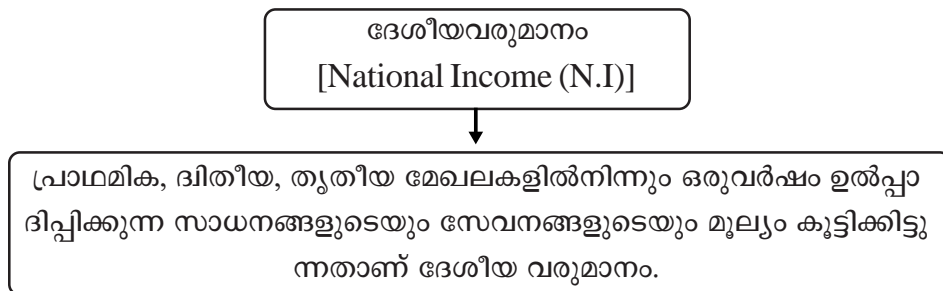 ദേശീയവരുമാനം
[National Income (N.I)]
പ്രാഥമിക, ദ്വിതീയ, തൃതീയ മേഖലകളിൽനിന്നും ഒരുവർഷം ഉൽപ്പാ
ദിപ്പിക്കുന്ന സാധനങ്ങളുടെയും സേവനങ്ങളുടെയും മൂല്യം കൂട്ടിക്കിട്ടു
ന്നതാണ് ദേശീയ വരുമാനം.